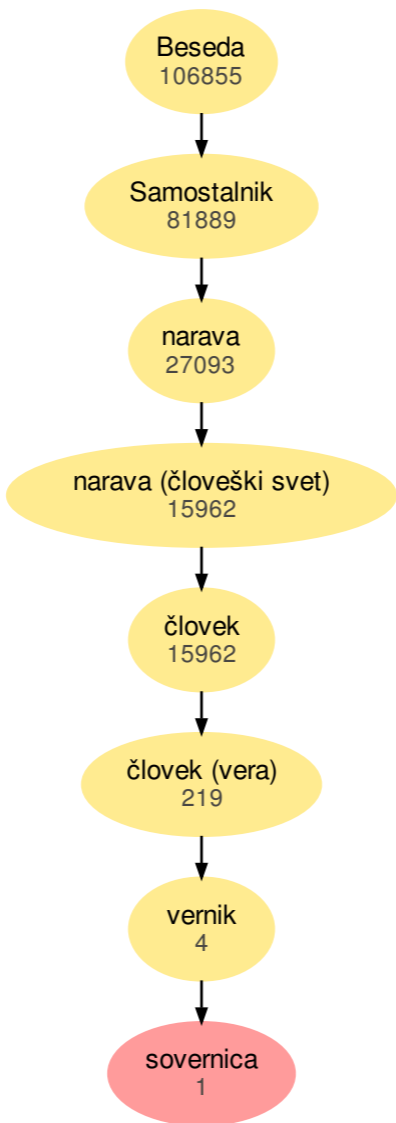 Beseda
106855
Samostalnik
81889
narava
27093
narava (človeški svet)
15962
človek
15962
človek (vera)
219
vernik
4
sovernica
1